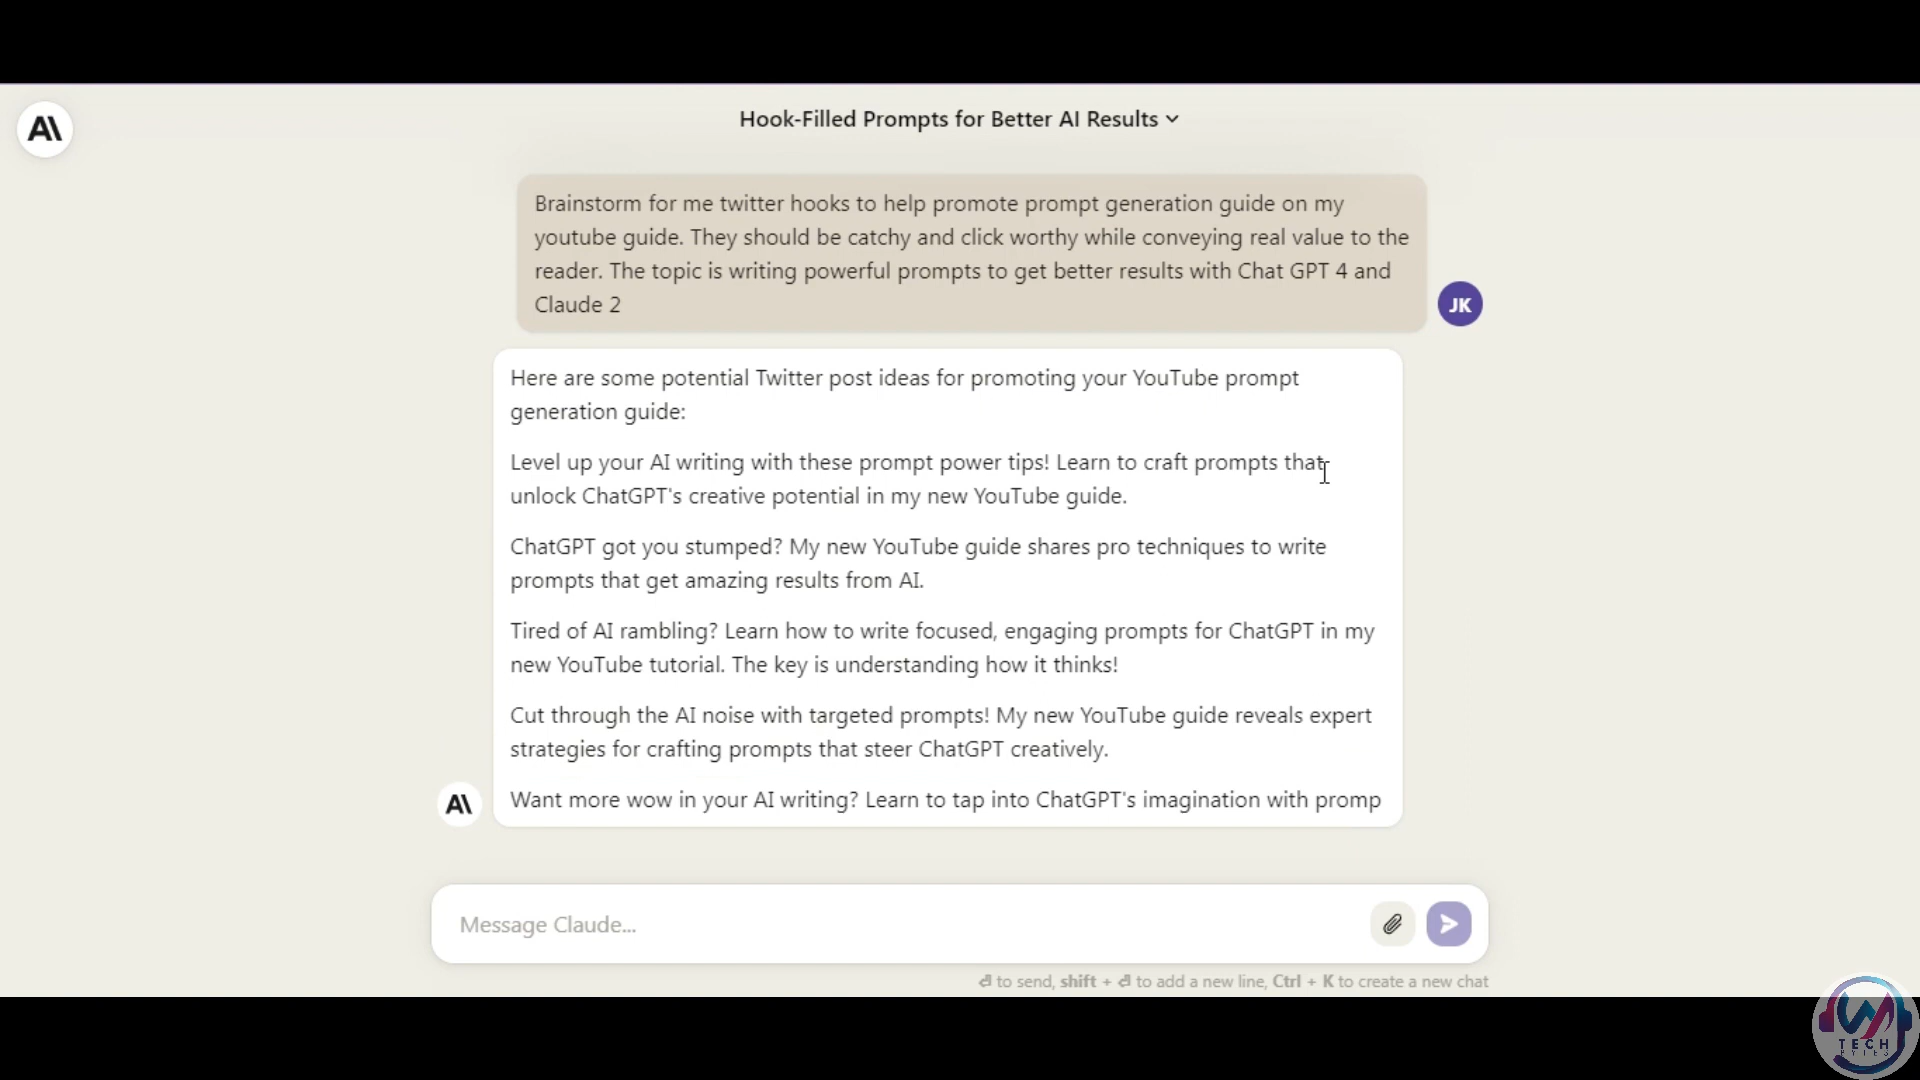 A\
Hook-Filled Prompts for Better AI Results
Brainstorm for me twitter hooks to help promote prompt generation guide on my
youtube guide. They should be catchy and click worthy while conveying real value to the
reader. The topic is writing powerful prompts to get better results with Chat GPT 4 and
Claude 2
JK
Here are some potential Twitter post ideas for promoting your YouTube prompt
generation guide:
Level up your AI writing with these prompt power tips! Learn to craft prompts that
unlock ChatGPT's creative potential in my new YouTube guide.
ChatGPT got you stumped? My new YouTube guide shares pro techniques to write
prompts that get amazing results from AI.
Tired of AI rambling? Learn how to write focused, engaging prompts for ChatGPT in my
new YouTube tutorial. The key is understanding how it thinks!
Cut through the AI noise with targeted prompts! My new YouTube guide reveals expert
strategies for crafting prompts that steer ChatGPT creatively.
Want more wow in your AI writing? Learn to tap into ChatGPT's imagination with promp
A\
Message Claude...
⏎ to send, shift + ⏎ to add a new line, Ctrl + K to create a new chat
TECH
BYTES